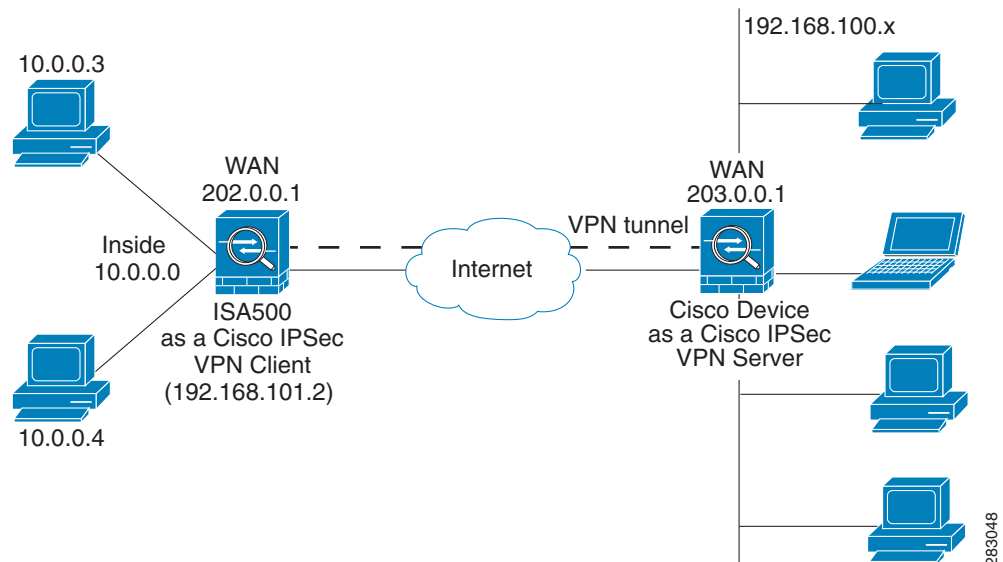 192.168.100.x
10.0.0.3
WAN
202.0.0.1
WAN
203.0.0.1
VPN tunnel
Inside
10.0.0.0
Internet
ISA500
as a Cisco IPSec
VPN Client
(192.168.101.2)
Cisco Device
as a Cisco IPSec
VPN Server
10.0.0.4
283048